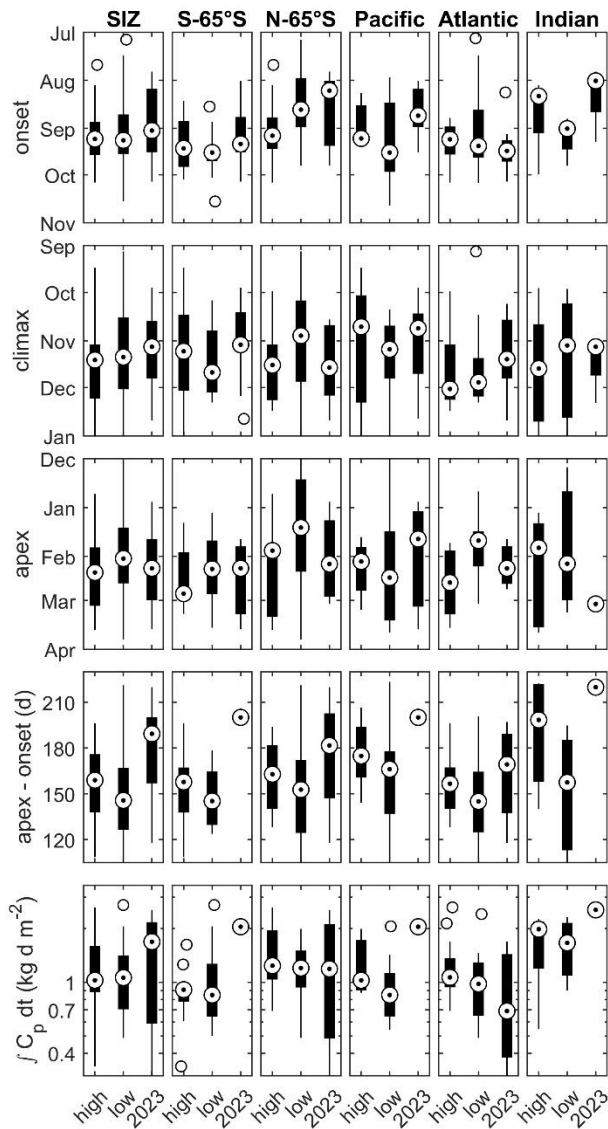 SIZ S-65°S N-65°S Pacific Atlantic Indian
Jul
Aug
Sep
Oct
Nov
onset
Sep
Oct
Nov
Dec
Jan
climax
Dec
Jan
Feb
Mar
Apr
apex
210
180
150
120
apex - onset (d)
1
0.7
0.4
∫ Cₚ dt (kg d m⁻²)
high low 2023 high low 2023 high low 2023 high low 2023 high low 2023 high low 2023